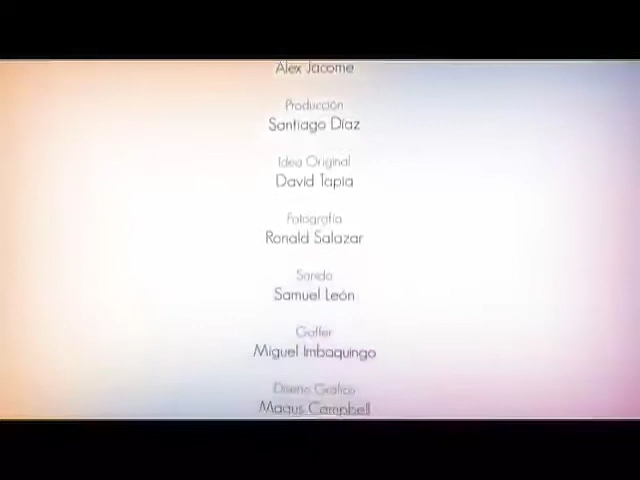 Alex Jacome
Producción
Santiago Díaz
Idea Original
David Tapia
Fotografía
Ronald Salazar
Sonido
Samuel León
Gaffer
Miguel Imbaquingo
Diseño Gráfico
Magus Campbell